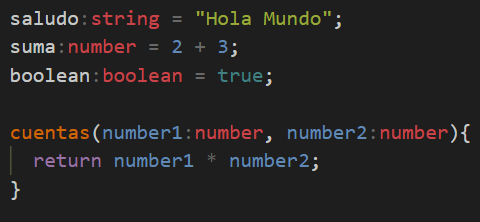 saludo:string = "Hola Mundo";
suma:number = 2 + 3;
boolean:boolean = true;

cuentas(number1:number, number2:number){
  return number1 * number2;
}